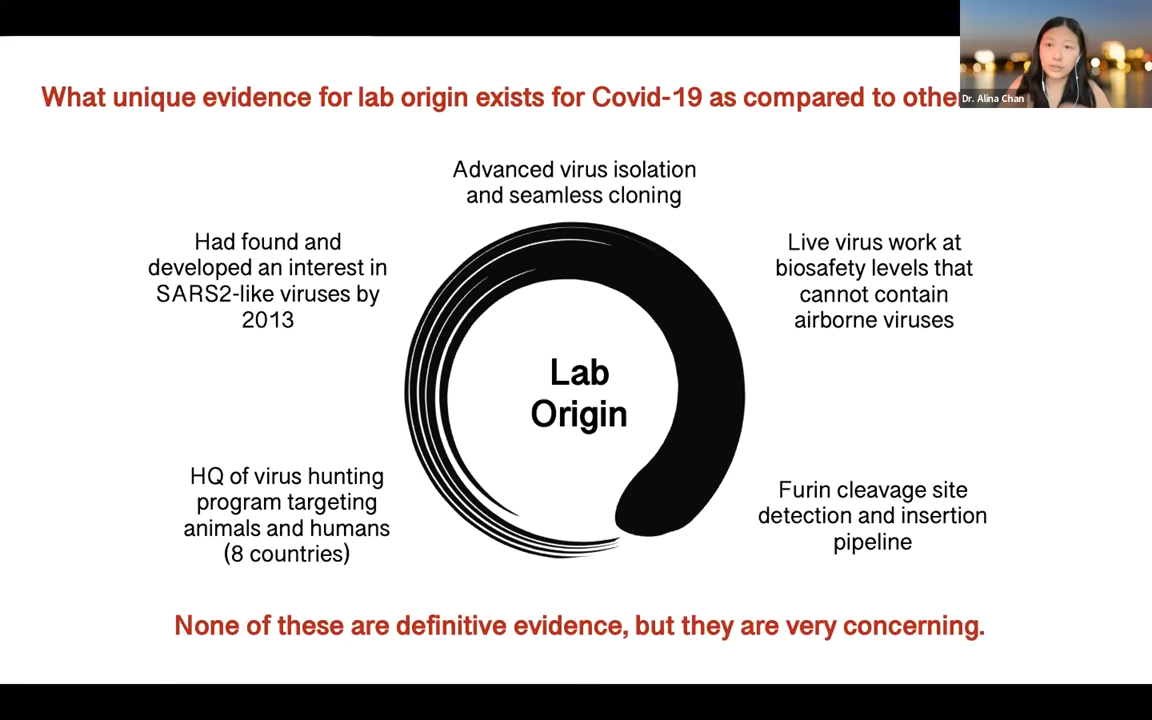 What unique evidence for lab origin exists for Covid-19 as compared to
Dr. Alina Chan
Advanced virus isolation
and seamless cloning
Had found and
developed an interest in
SARS2-like viruses by
2013
Live virus work at
biosafety levels that
cannot contain
airborne viruses
Lab
Origin
HQ of virus hunting
program targeting
animals and humans
(8 countries)
Furin cleavage site
detection and insertion
pipeline
None of these are definitive evidence, but they are very concerning.